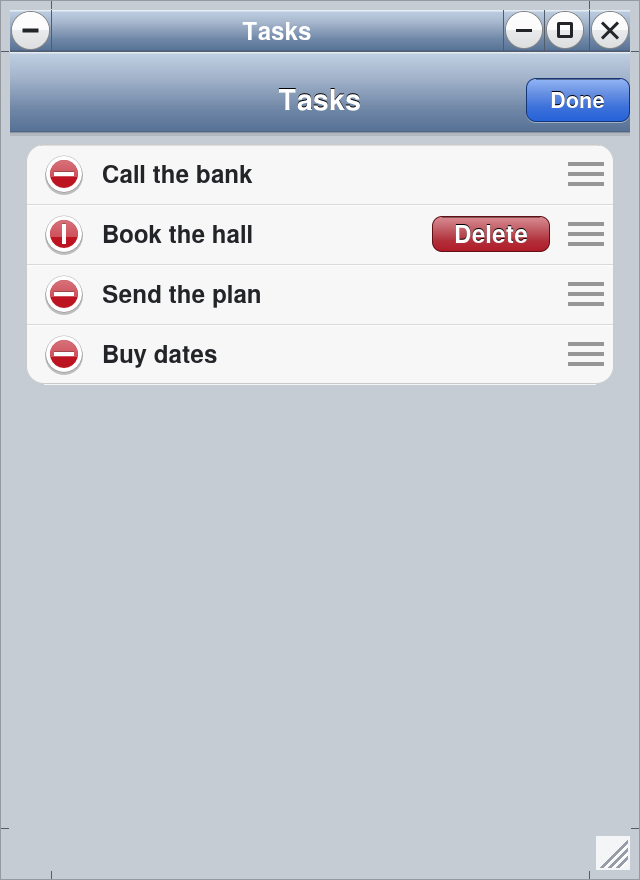 Tasks
Tasks
Done
Call the bank
Book the hall
Delete
Send the plan
Buy dates